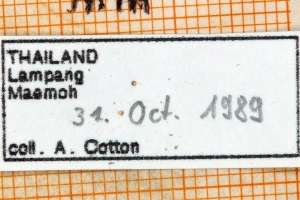 THAILAND
Lampang
Maemoh
31. Oct. 1989
coll. A. Cotton